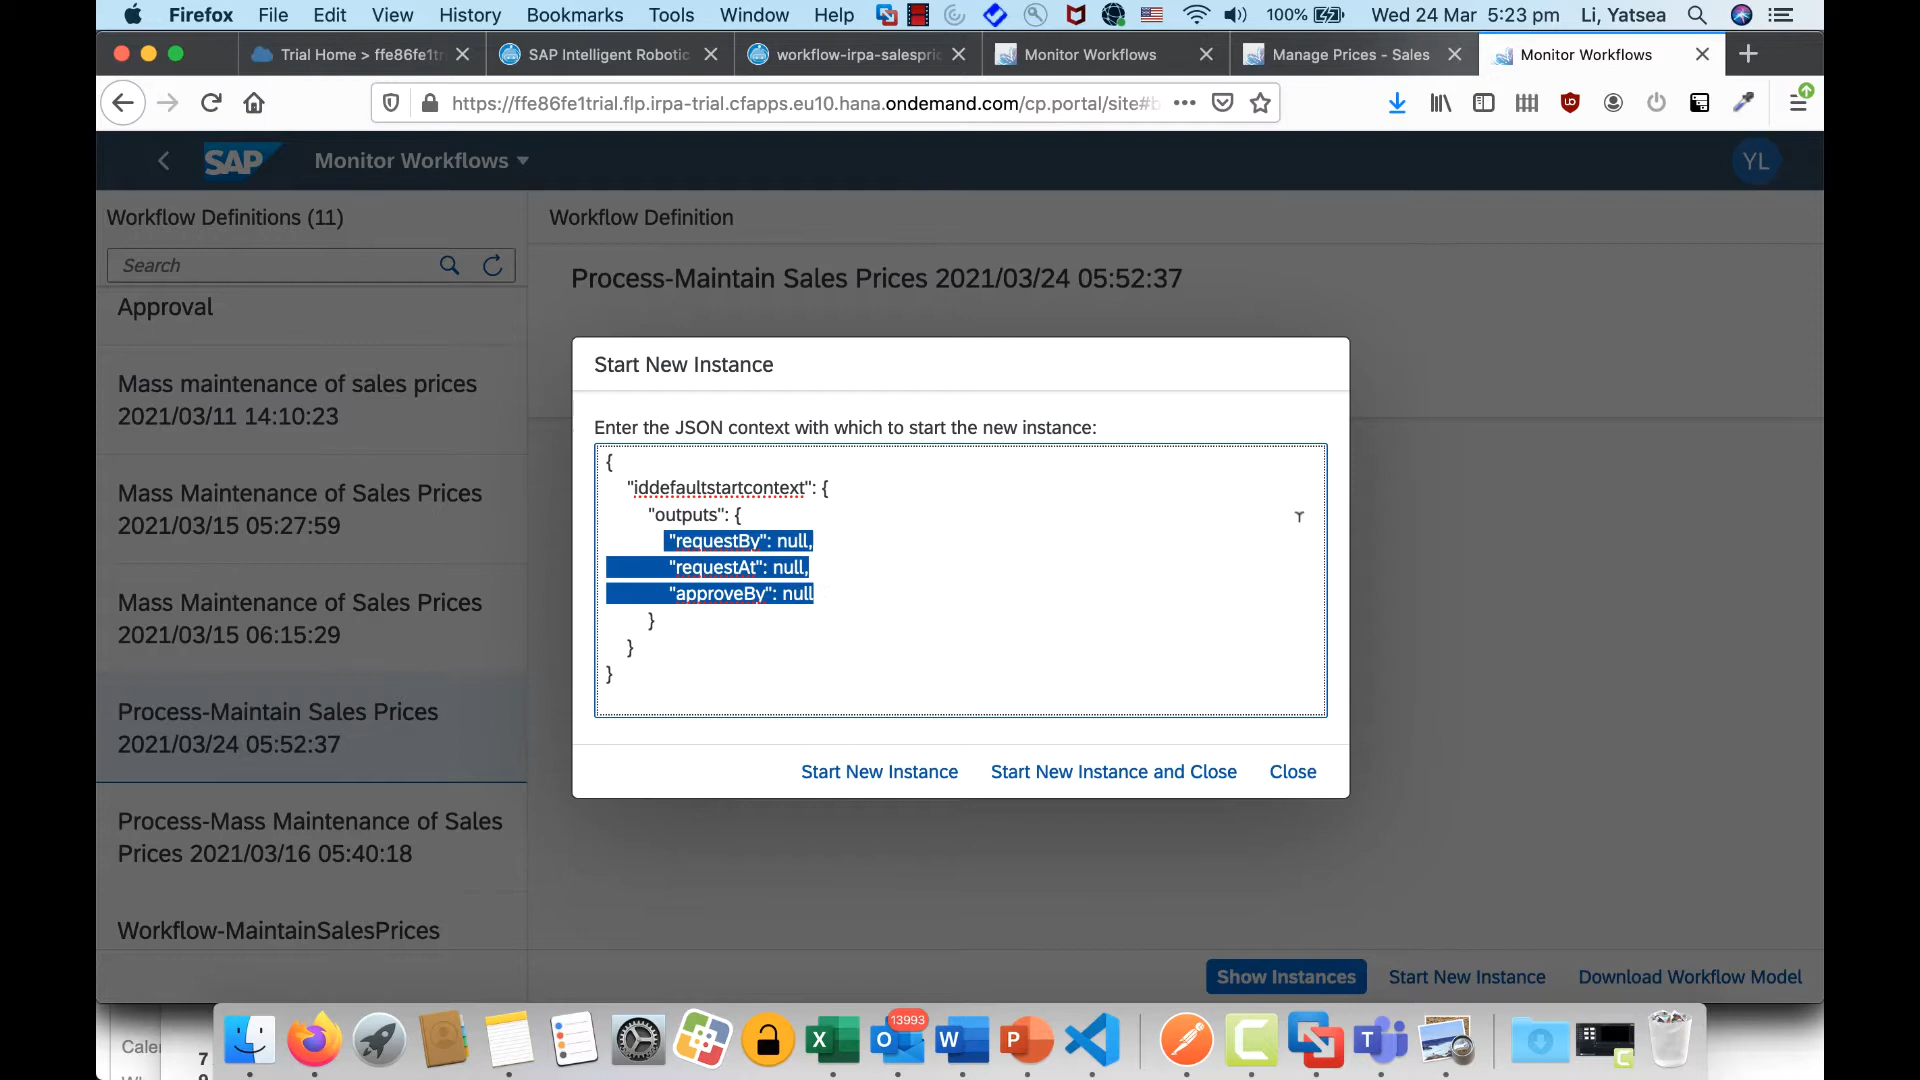 Firefox File Edit View History Bookmarks Tools Window Help 100% Wed 24 Mar 5:23 pm Li, Yatsea
Trial Home > ffe86fe1tr SAP Intelligent Robotic workflow-irpa-salespric Monitor Workflows Manage Prices - Sales Monitor Workflows
https://ffe86fe1trial.flp.irpa-trial.cfapps.eu10.hana.ondemand.com/cp.portal/site#b
SAP Monitor Workflows YL
Workflow Definitions (11)
Search
Approval
Mass maintenance of sales prices
2021/03/11 14:10:23
Mass Maintenance of Sales Prices
2021/03/15 05:27:59
Mass Maintenance of Sales Prices
2021/03/15 06:15:29
Process-Maintain Sales Prices
2021/03/24 05:52:37
Process-Mass Maintenance of Sales
Prices 2021/03/16 05:40:18
Workflow-MaintainSalesPrices
Workflow Definition
Process-Maintain Sales Prices 2021/03/24 05:52:37
Start New Instance
Enter the JSON context with which to start the new instance:
{
"iddefaultstartcontext": {
"outputs": {
"requestBy": null,
"requestAt": null,
"approveBy": null
}
}
}
Start New Instance Start New Instance and Close Close
Show Instances Start New Instance Download Workflow Model
13993
Caler
7